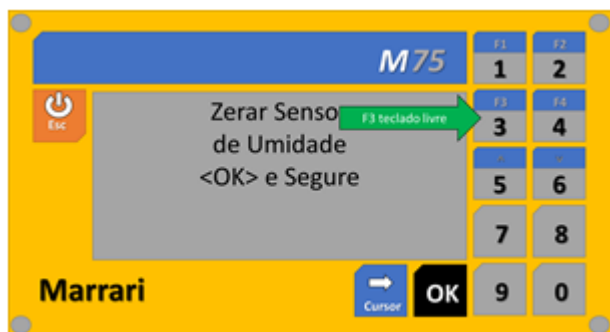 M75
Esc
Zerar Senso
de Umidade
<OK> e Segure
F3 teclado livre
F1
1
F2
2
F3
3
F4
4
5
6
7
8
9
0
Marrari
Cursor
OK